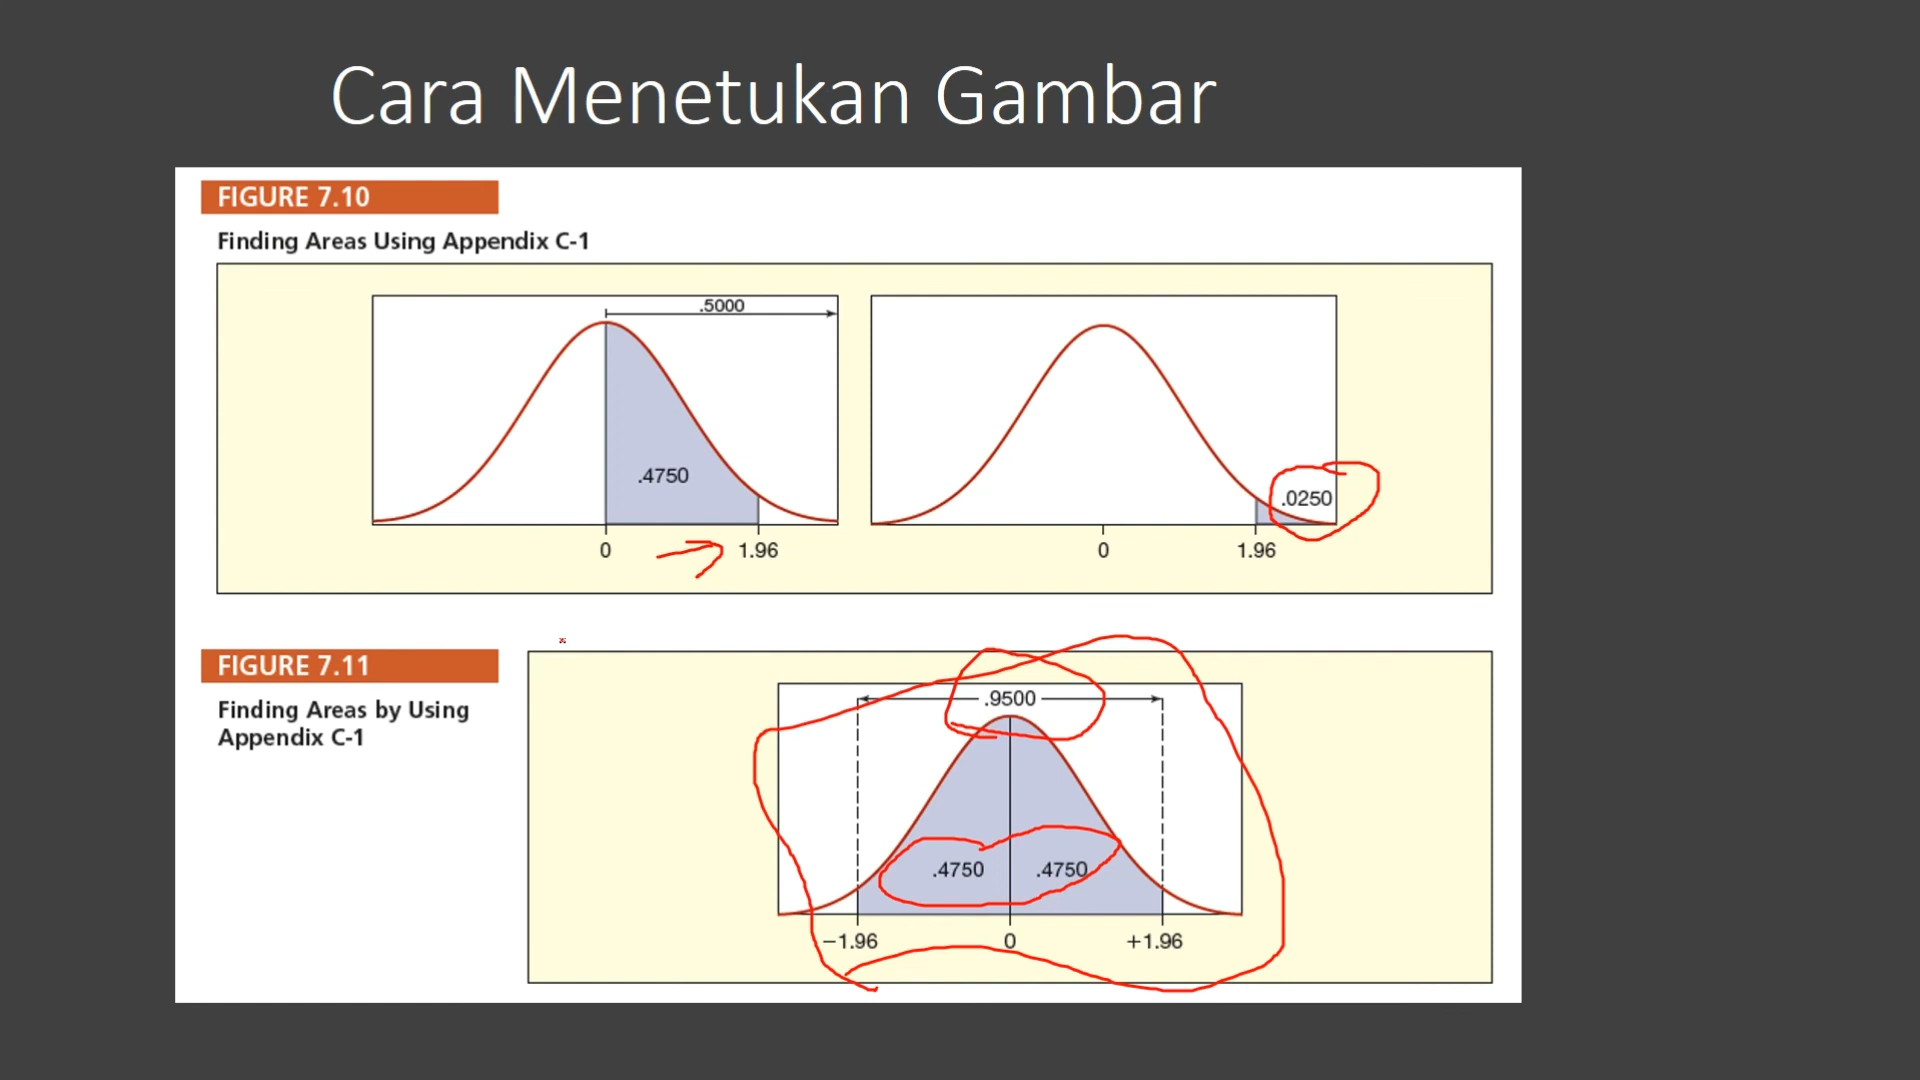 Cara Menetukan Gambar
FIGURE 7.10
Finding Areas Using Appendix C-1
.5000
.4750
0
1.96
.0250
0
1.96
FIGURE 7.11
Finding Areas by Using
Appendix C-1
.9500
.4750
.4750
−1.96
0
+1.96